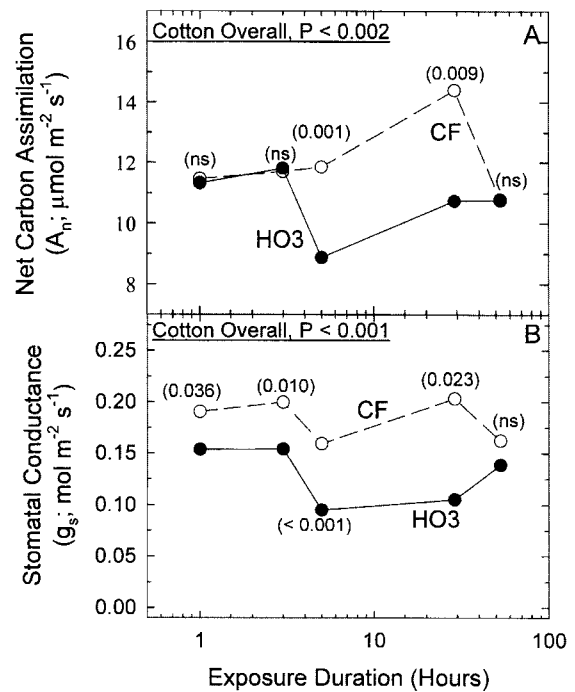 Cotton Overall, P < 0.002
A
Net Carbon Assimilation
(An; μmol m-2 s-1)
16
14
12
10
8
(ns)
(ns)
(0.001)
(0.009)
CF
(ns)
HO3
Cotton Overall, P < 0.001
B
Stomatal Conductance
(gs; mol m-2 s-1)
0.25
0.20
0.15
0.10
0.05
0.00
(0.036)
(0.010)
CF
(0.023)
(ns)
(< 0.001)
HO3
1
10
100
Exposure Duration (Hours)